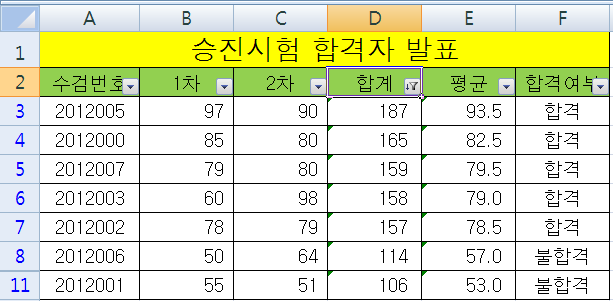 A B C D E F
1 승진시험 합격자 발표
2 수검번호 1차 2차 합계 평균 합격여부
3 2012005 97 90 187 93.5 합격
4 2012000 85 80 165 82.5 합격
5 2012007 79 80 159 79.5 합격
6 2012003 60 98 158 79.0 합격
7 2012002 78 79 157 78.5 합격
8 2012006 50 64 114 57.0 불합격
11 2012001 55 51 106 53.0 불합격